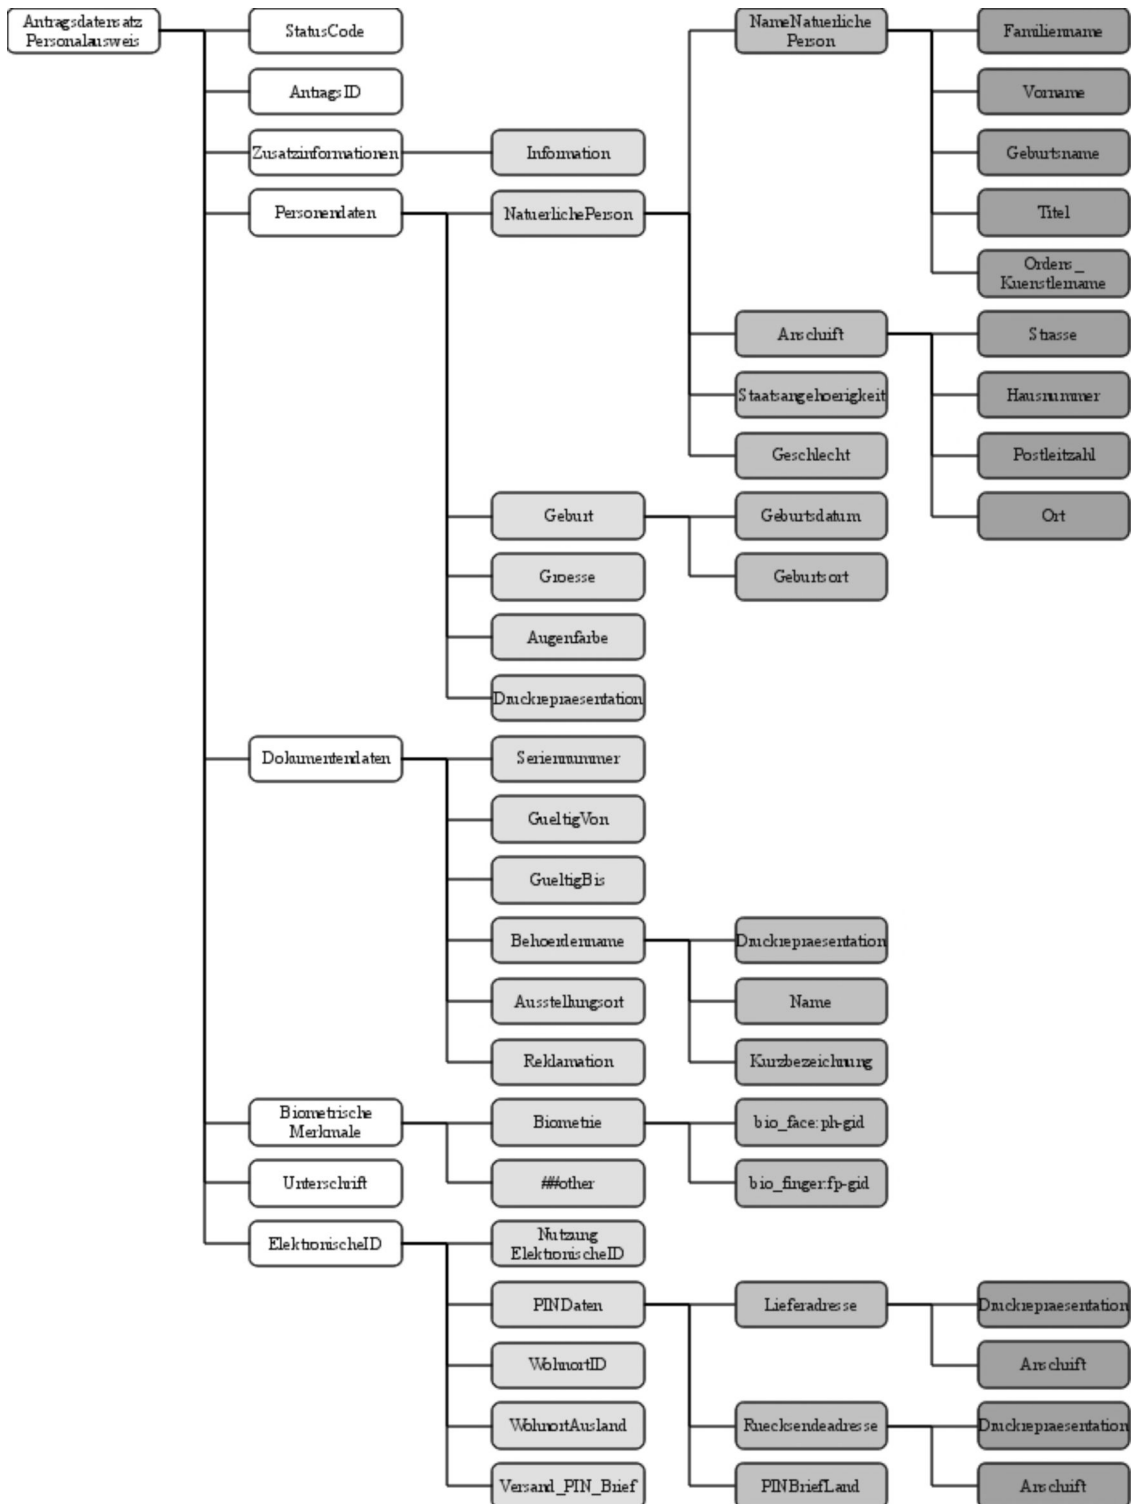 Antragsdatensatz
Personalausweis
StatusCode
NameNatuerliche
Person
Familienname
AntragsID
Vorname
Zusatzinformationen
Information
Geburtsname
Personendaten
NatuerlichePerson
Titel
Ordens_
Kuenstlername
Anschrift
Strasse
Staatsangehoerigkeit
Hausnummer
Geschlecht
Postleitzahl
Geburt
Geburtsdatum
Ort
Groesse
Geburtsort
Augenfarbe
Druckrepraesentation
Dokumentendaten
Seriennummer
GueltigVon
GueltigBis
Behoerdenname
Druckrepraesentation
Ausstellungsort
Name
Reklamation
Kurzbezeichnung
Biometrische
Merkmale
Biometrie
bio_face:ph-gid
Unterschrift
##other
bio_finger:fp-gid
ElektronischeID
Nutzung
ElektronischeID
PINDaten
Lieferadresse
Druckrepraesentation
WohnortID
Anschrift
WohnortAusland
Ruecksendeadresse
Druckrepraesentation
Versand_PIN_Brief
PINBriefLand
Anschrift